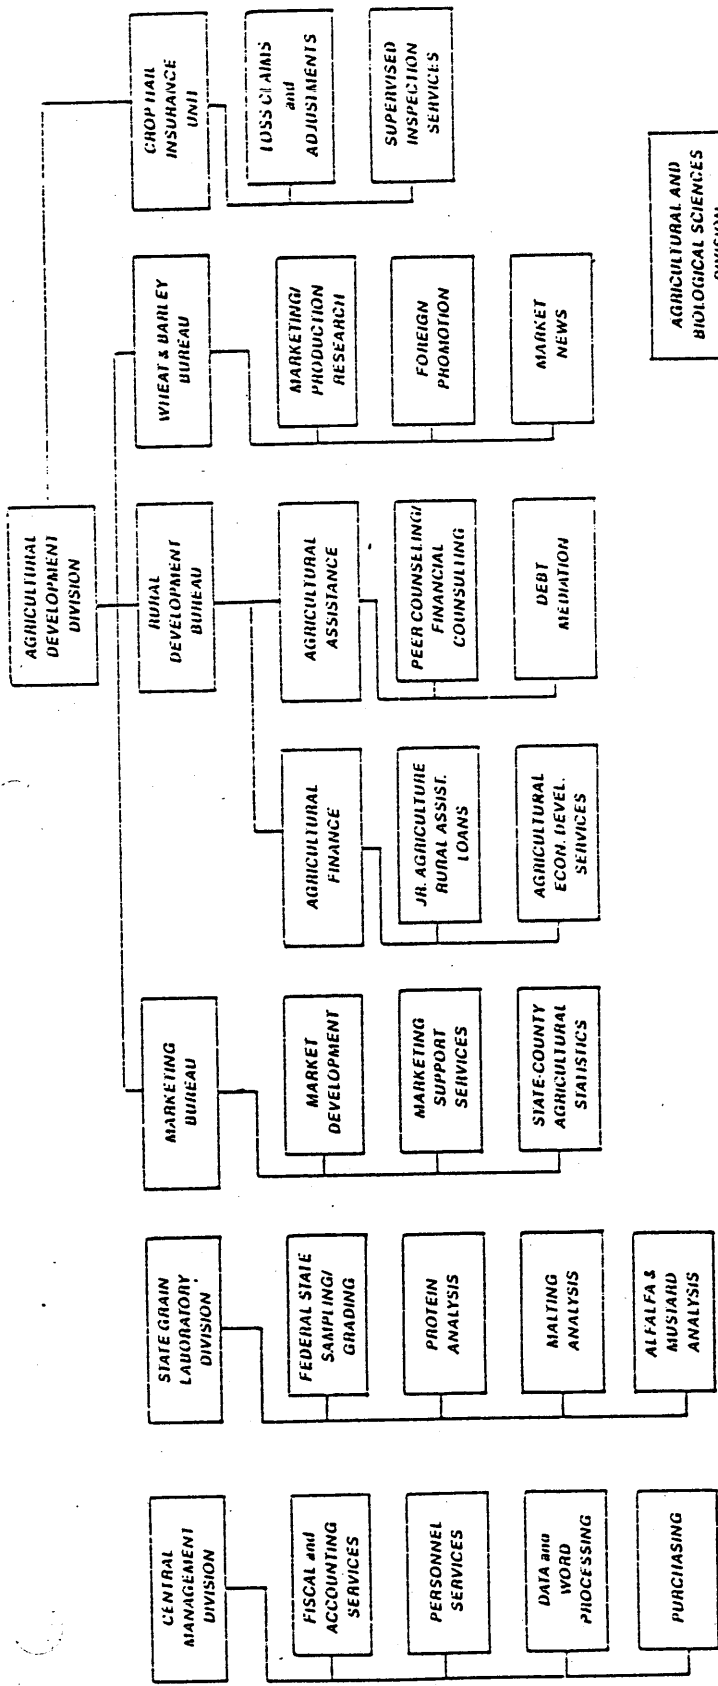 AGRICULTURAL
DEVELOPMENT
DIVISION
CENTRAL
MANAGEMENT
DIVISION
FISCAL and
ACCOUNTING
SERVICES
PERSONNEL
SERVICES
DATA and
WORD
PROCESSING
PURCHASING
STATE GRAIN
LABORATORY
DIVISION
FEDERAL STATE
SAMPLING/
GRADING
PROTEIN
ANALYSIS
MALTING
ANALYSIS
ALFALFA &
MUSTARD
ANALYSIS
MARKETING
BUREAU
MARKET
DEVELOPMENT
MARKETING
SUPPORT
SERVICES
STATE-COUNTY
AGRICULTURAL
STATISTICS
RURAL
DEVELOPMENT
BUREAU
AGRICULTURAL
FINANCE
JR. AGRICULTURE
RURAL ASSIST.
LOANS
AGRICULTURAL
ECON. DEVEL.
SERVICES
AGRICULTURAL
ASSISTANCE
PEER COUNSELING/
FINANCIAL
COUNSULTING
DEBT
MEDIATION
WHEAT & BARLEY
BUREAU
MARKETING/
PRODUCTION
RESEARCH
FOREIGN
PROMOTION
MARKET
NEWS
CROP HAIL
INSURANCE
UNIT
LOSS CLAIMS
and
ADJUSTMENTS
SUPERVISED
INSPECTION
SERVICES
AGRICULTURAL AND
BIOLOGICAL SCIENCES
DIVISION